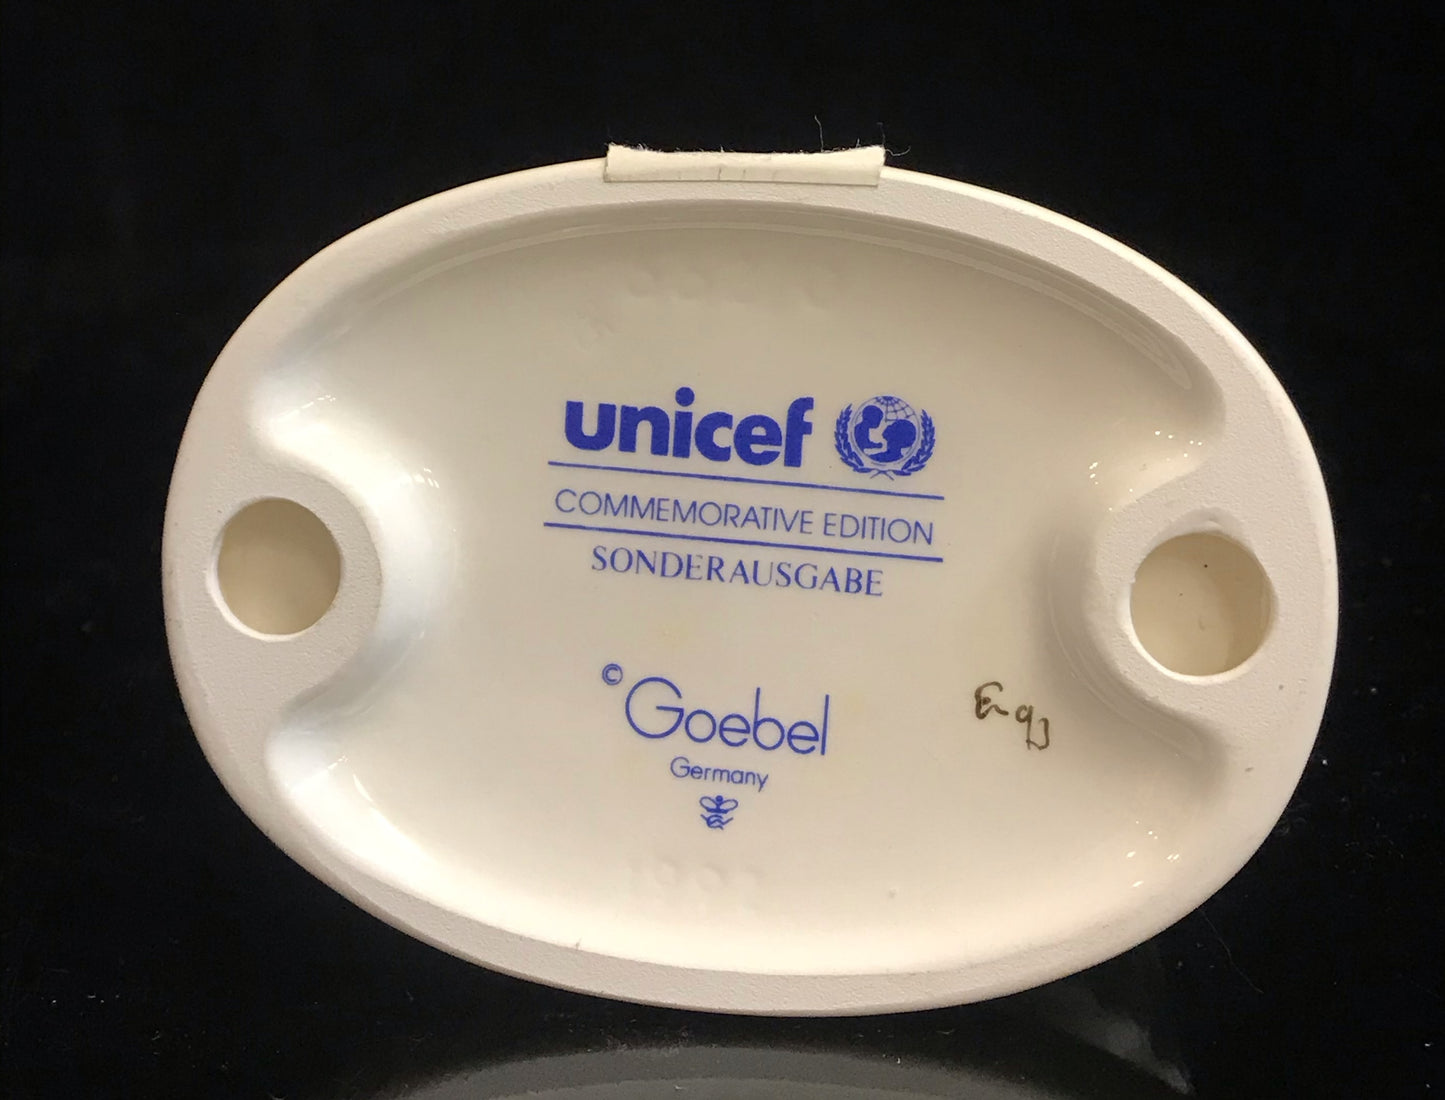 unicef
COMMEMORATIVE EDITION
SONDERAUSGABE
© Goebel
Germany